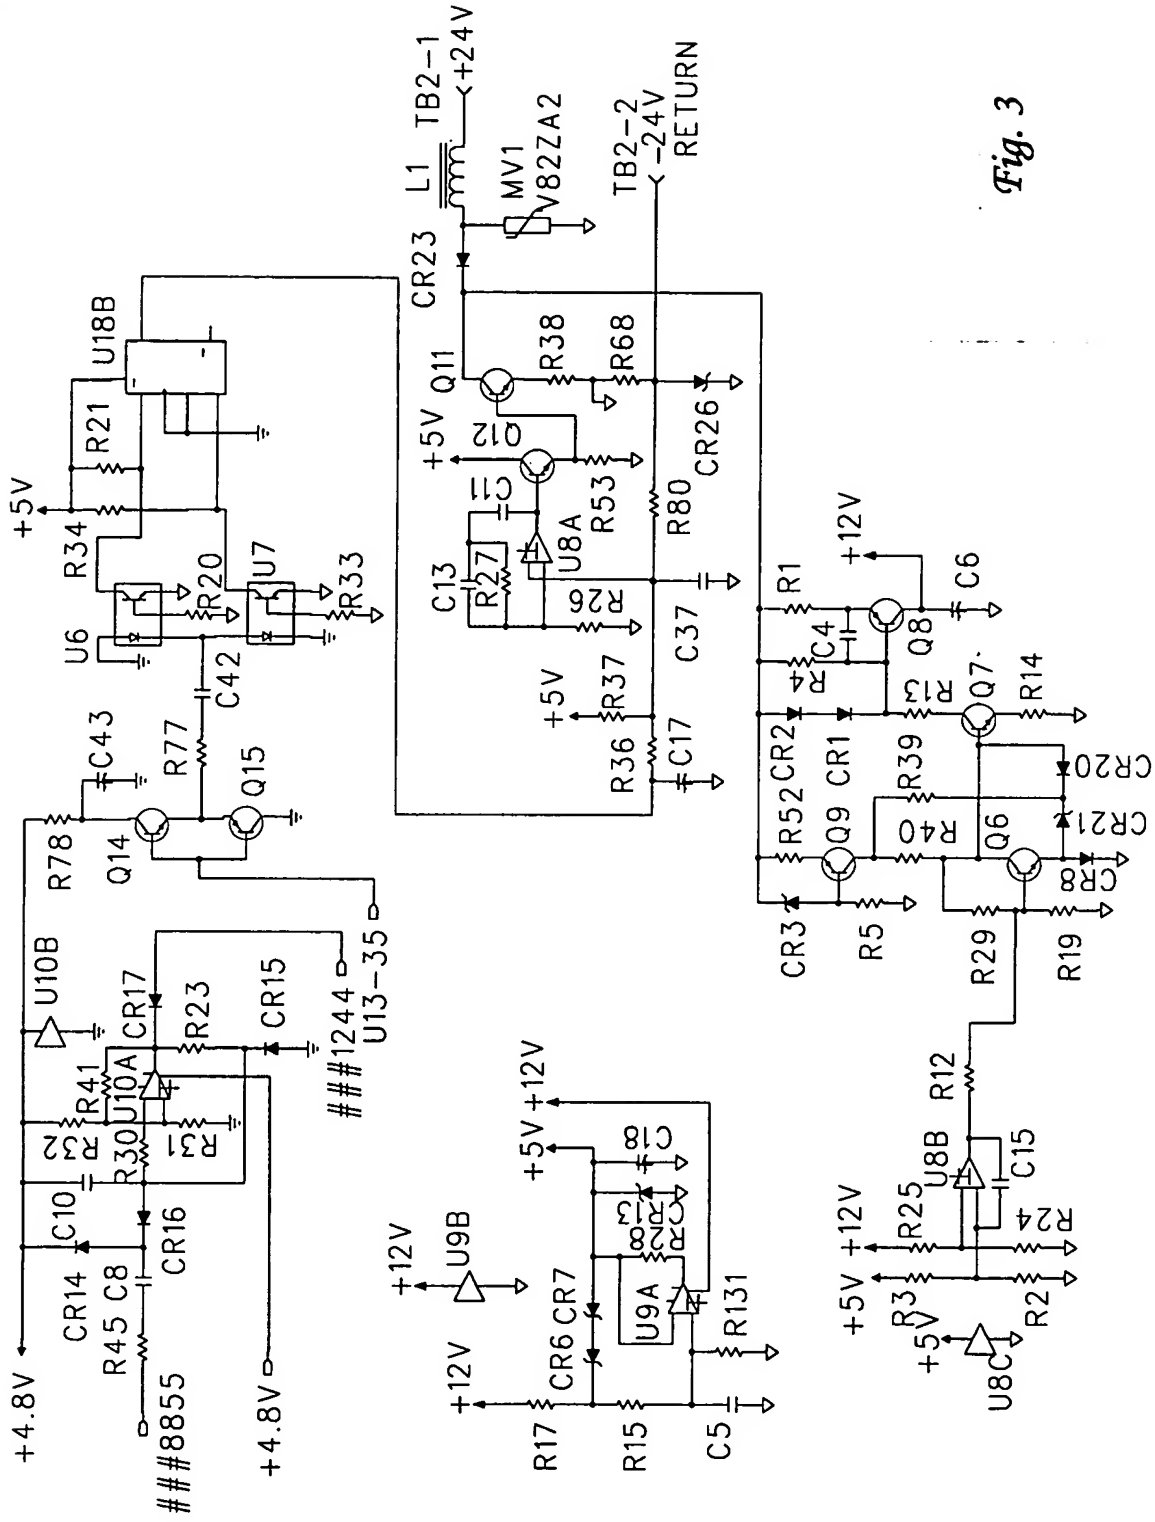 +4.8V
###8855
R45
C8
CR14
C10
CR16
+4.8V
R32
R30
R41
U10A
R31
U10B
CR17
R23
CR15
###1244
U13-35
R78
Q14
C43
Q15
R77
C42
U6
R34
+5V
R21
U18B
R20
U7
R33
L1
TB2-1
+24V
MV1
V82ZA2
CR23
TB2-2
-24V
RETURN
Q11
R38
R68
Q12
+5V
C11
C13
R27
U8A
R53
R26
R80
CR26
C37
+5V
R37
R36
C17
+12V
U9B
+12V
R17
CR6
CR7
R15
C5
U9A
R28
CR13
C18
+5V
+12V
R131
R1
+12V
C4
C6
R4
Q8
CR2
CR1
R13
Q7
R14
R52
Q9
R39
R40
CR20
CR21
Q6
CR8
CR3
R5
R29
R19
R12
U8B
C15
+12V
R25
R24
+5V
R3
R2
+5V
U8C
Fig. 3